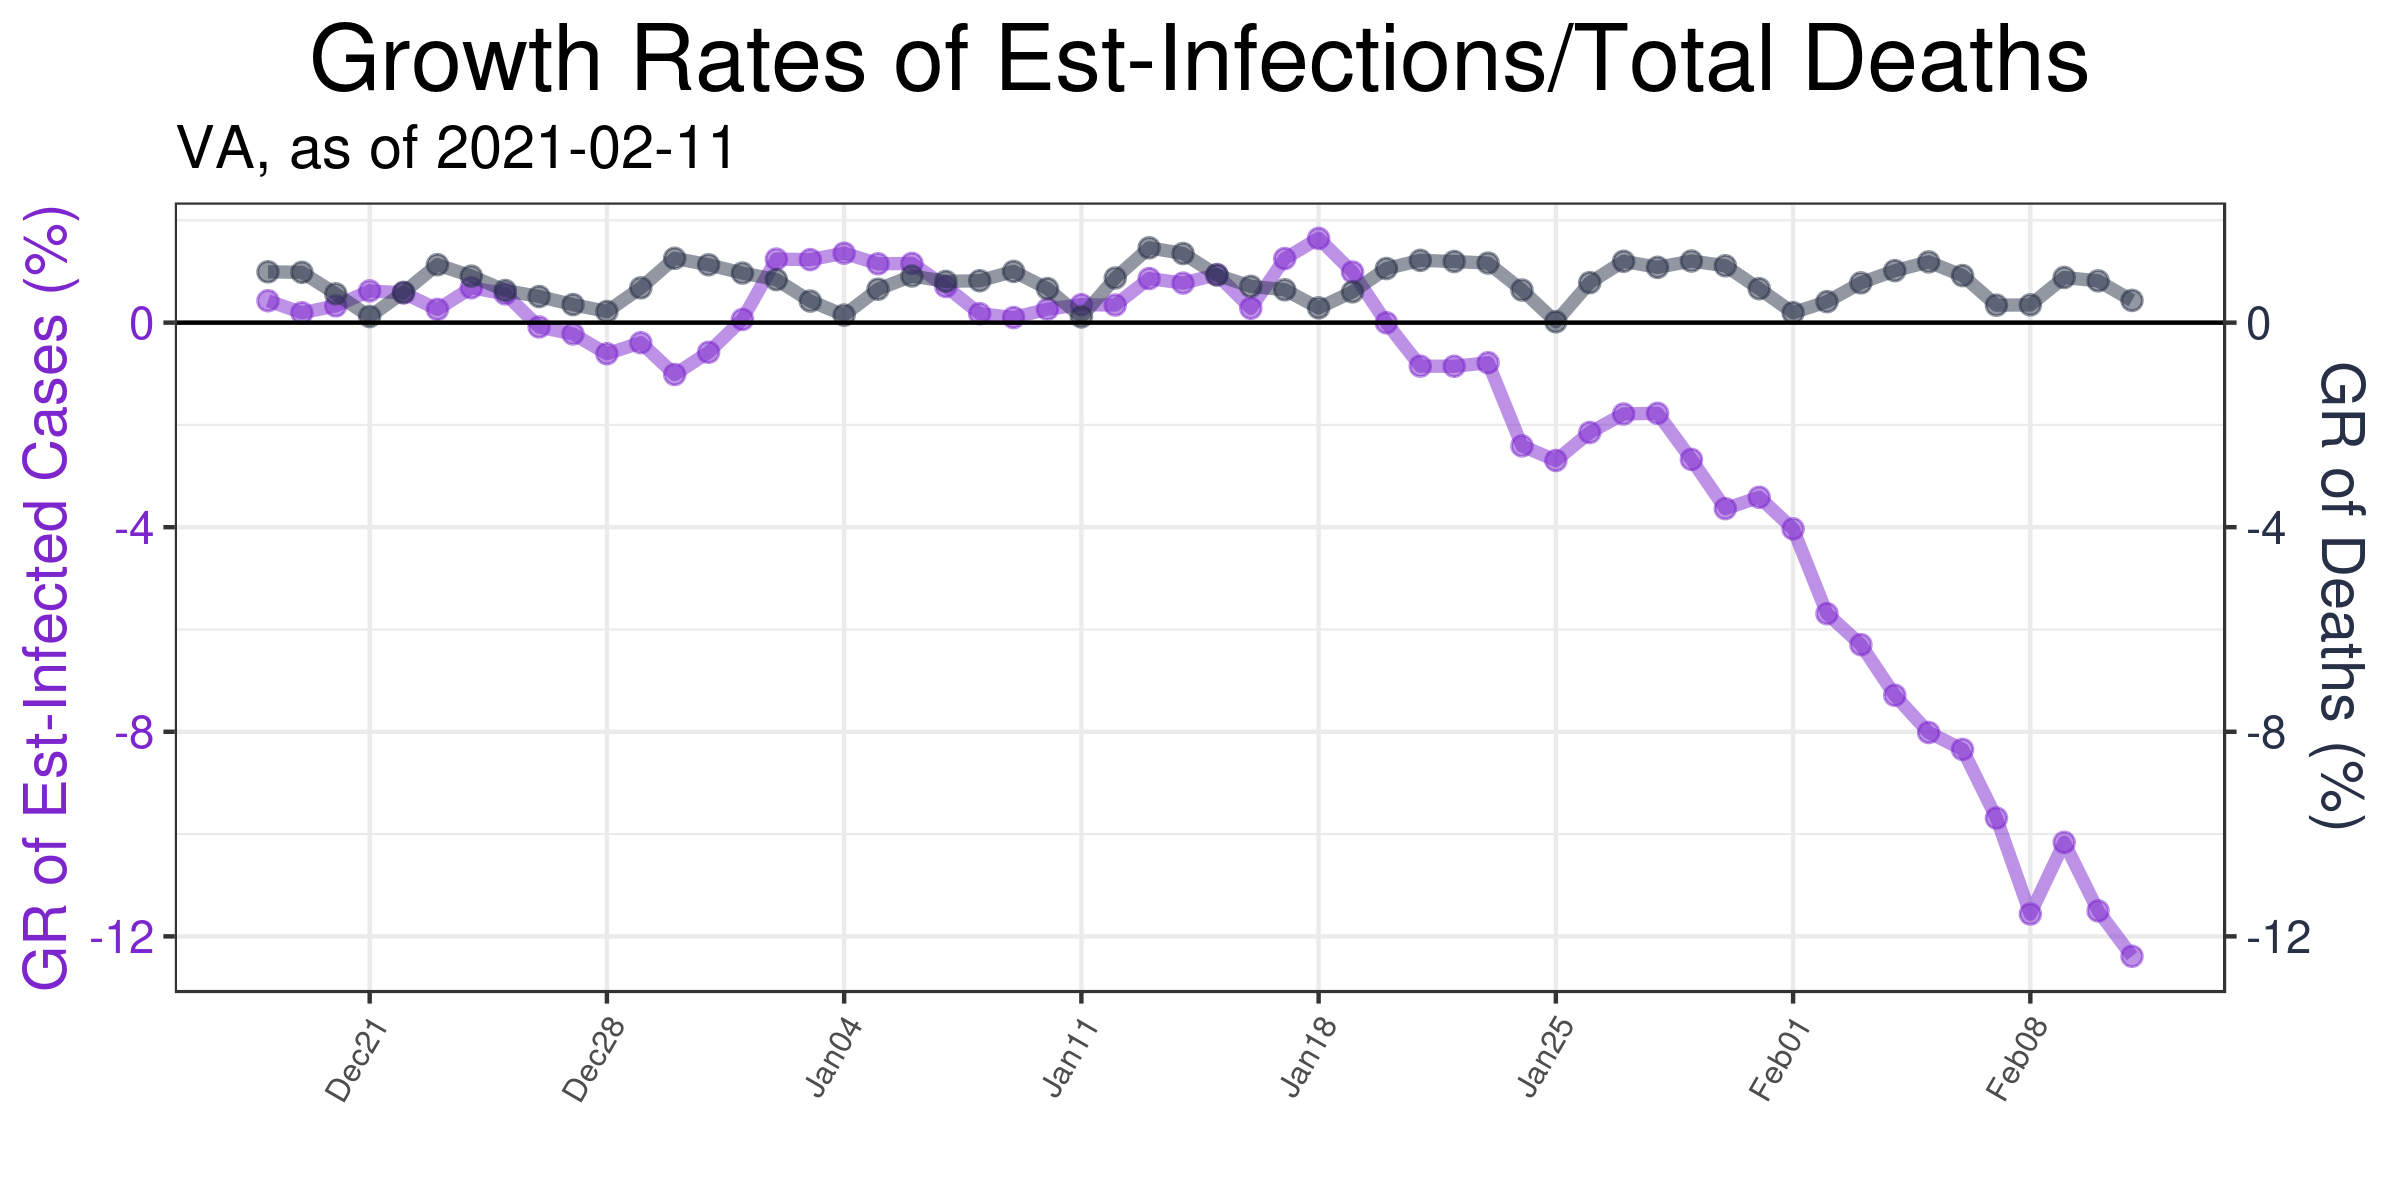 Growth Rates of Est-Infections/Total Deaths
VA, as of 2021-02-11
GR of Est-Infected Cases (%)
0
-4
-8
-12
0
-4
-8
-12
GR of Deaths (%)
Dec21
Dec28
Jan04
Jan11
Jan18
Jan25
Feb01
Feb08